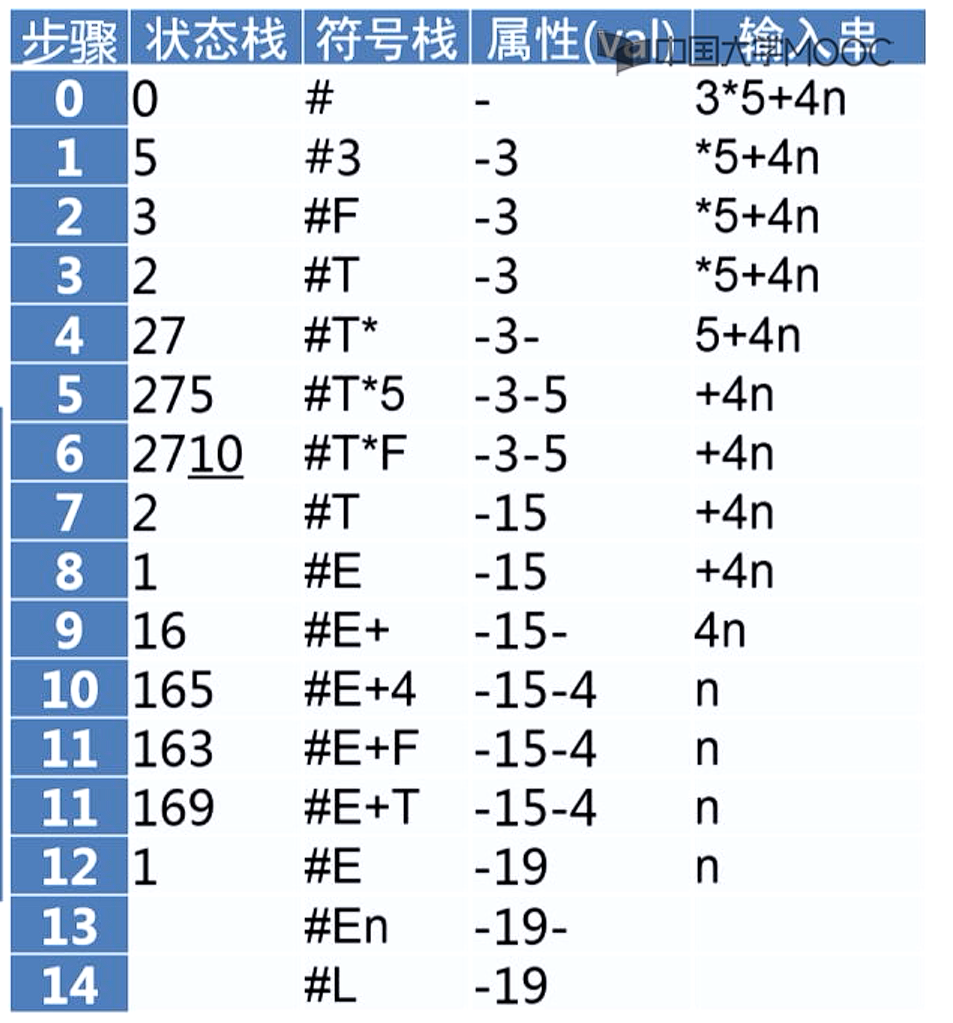 步骤 状态栈 符号栈 属性(val) 输入串
中国大学MOOC
0 0 # - 3*5+4n
1 5 #3 -3 *5+4n
2 3 #F -3 *5+4n
3 2 #T -3 *5+4n
4 27 #T* -3- 5+4n
5 275 #T*5 -3-5 +4n
6 2710 #T*F -3-5 +4n
7 2 #T -15 +4n
8 1 #E -15 +4n
9 16 #E+ -15- 4n
10 165 #E+4 -15-4 n
11 163 #E+F -15-4 n
11 169 #E+T -15-4 n
12 1 #E -19 n
13 #En -19-
14 #L -19